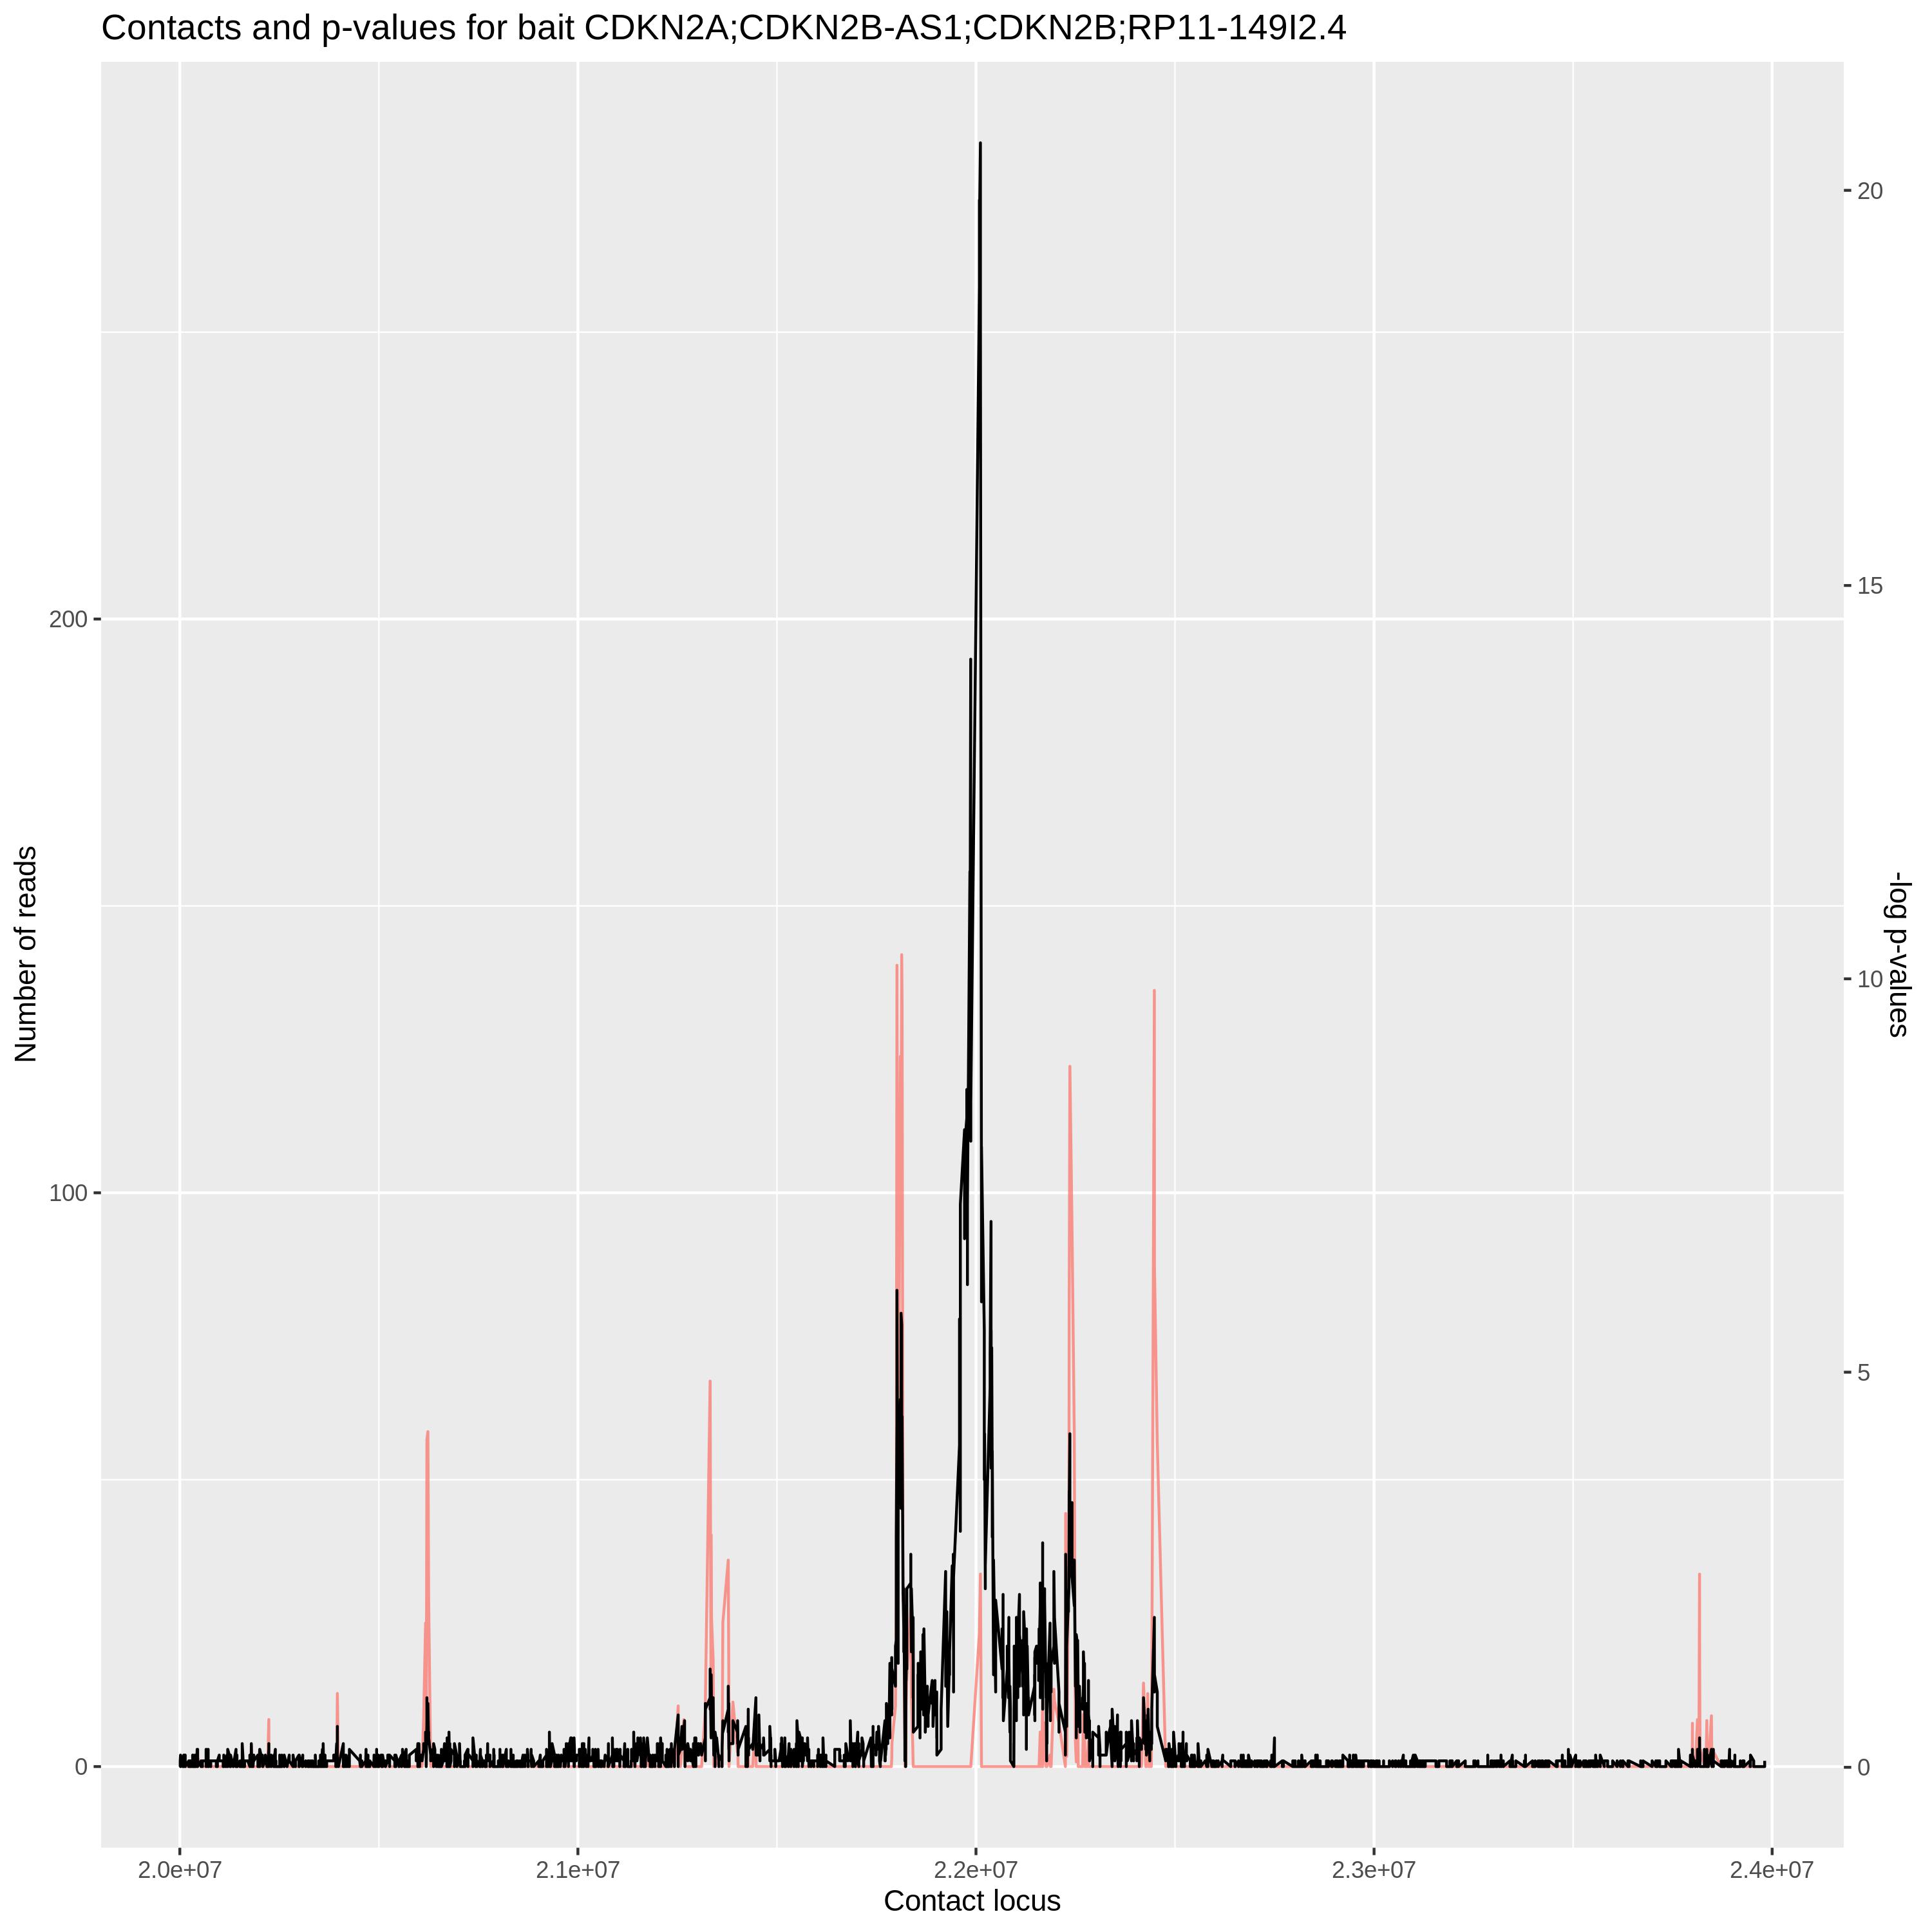 Contacts and p-values for bait CDKN2A;CDKN2B-AS1;CDKN2B;RP11-149I2.4
Number of reads
200
100
0
20
15
10
5
0
-log p-values
2.0e+07
2.1e+07
2.2e+07
2.3e+07
2.4e+07
Contact locus